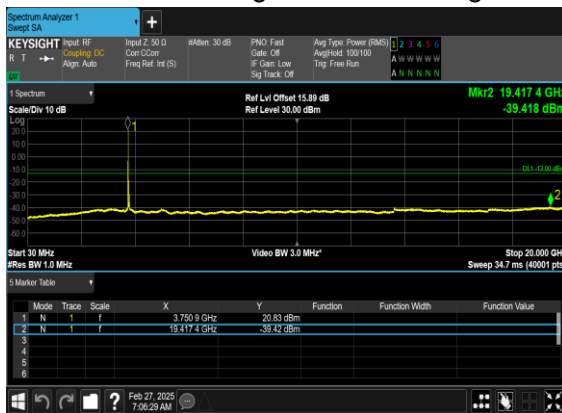 Spectrum Analyzer 1
Swept SA
+
KEYSIGHT Input: RF Input Z: 50 Ω #Atten: 30 dB PNO: Fast Avg Type: Power (RMS) 1 2 3 4 5 6
R T Coupling: DC Corr CCorr Gate: Off Avg|Hold: 100/100 A W W W W W
Align: Auto Freq Ref: Int (S) IF Gain: Low Trig: Free Run A N N N N N
Sig Track: Off
LXI
1 Spectrum
Ref Lvl Offset 15.89 dB Mkr2 19.417 4 GHz
Scale/Div 10 dB Ref Level 30.00 dBm -39.418 dBm
Log
20.0
10.0
0.00
-10.0
-20.0
-30.0
-40.0
-50.0
-60.0
1
DL1 -13.00 dBm
2
Start 30 MHz Video BW 3.0 MHz* Stop 20.000 GHz
#Res BW 1.0 MHz Sweep 34.7 ms (40001 pts)
5 Marker Table
Mode Trace Scale X Y Function Function Width Function Value
1 N 1 f 3.750 9 GHz 20.83 dBm
2 N 1 f 19.417 4 GHz -39.42 dBm
3
4
5
6
? Feb 27, 2025
7:06:29 AM